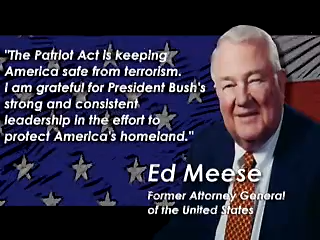 "The Patriot Act is keeping
America safe from terrorism.
I am grateful for President Bush's
strong and consistent
leadership in the effort to
protect America's homeland."
Ed Meese
Former Attorney General
of the United States